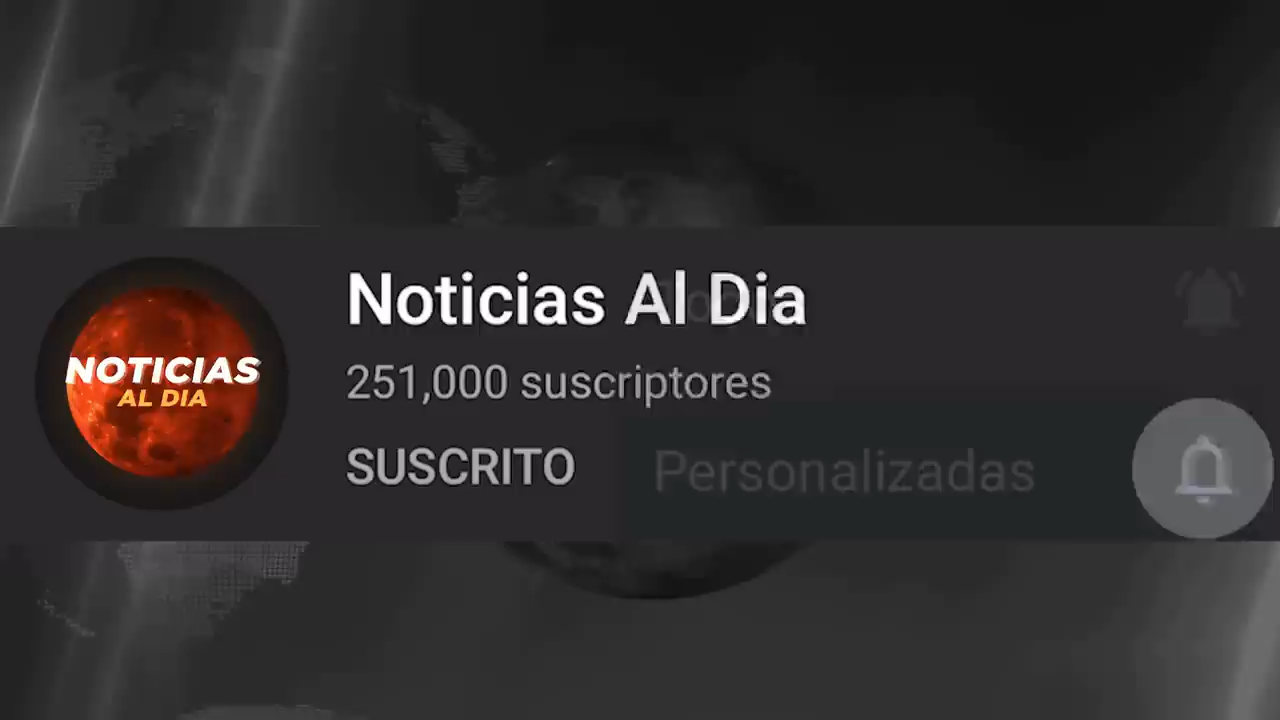 NOTICIAS
AL DIA
Noticias Al Dia
251,000 suscriptores
SUSCRITO
Personalizadas